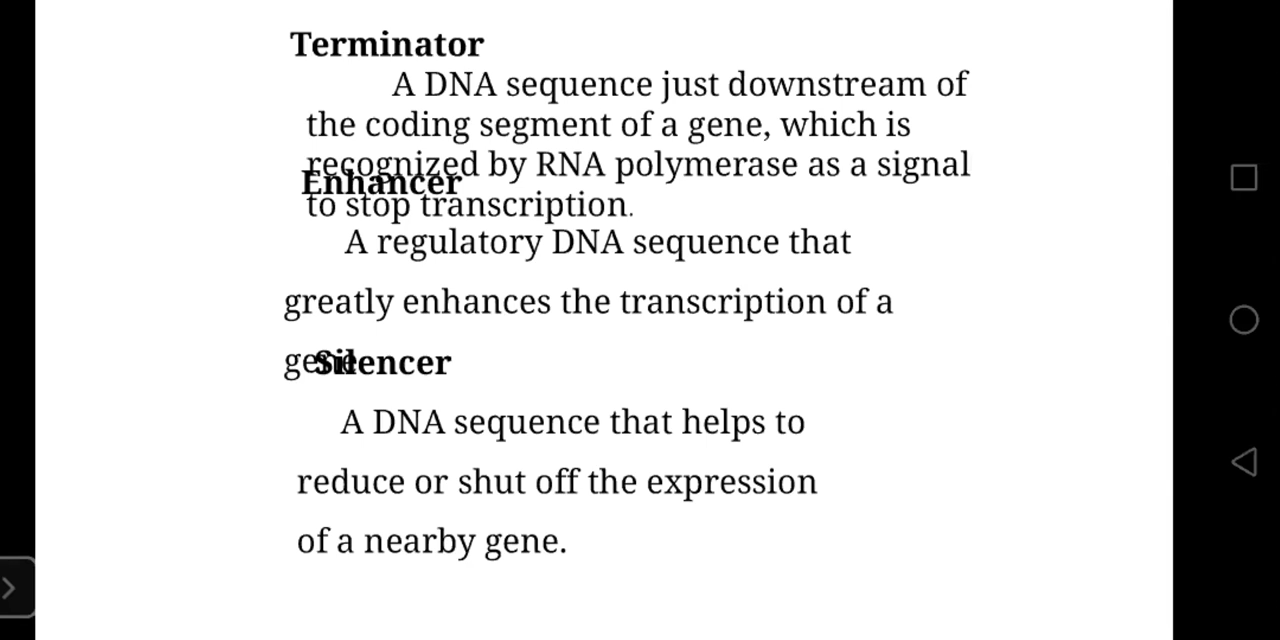 Terminator
A DNA sequence just downstream of
the coding segment of a gene, which is
recognized by RNA polymerase as a signal
Enhancer
to stop transcription.
A regulatory DNA sequence that
greatly enhances the transcription of a
gene
Silencer
A DNA sequence that helps to
reduce or shut off the expression
of a nearby gene.